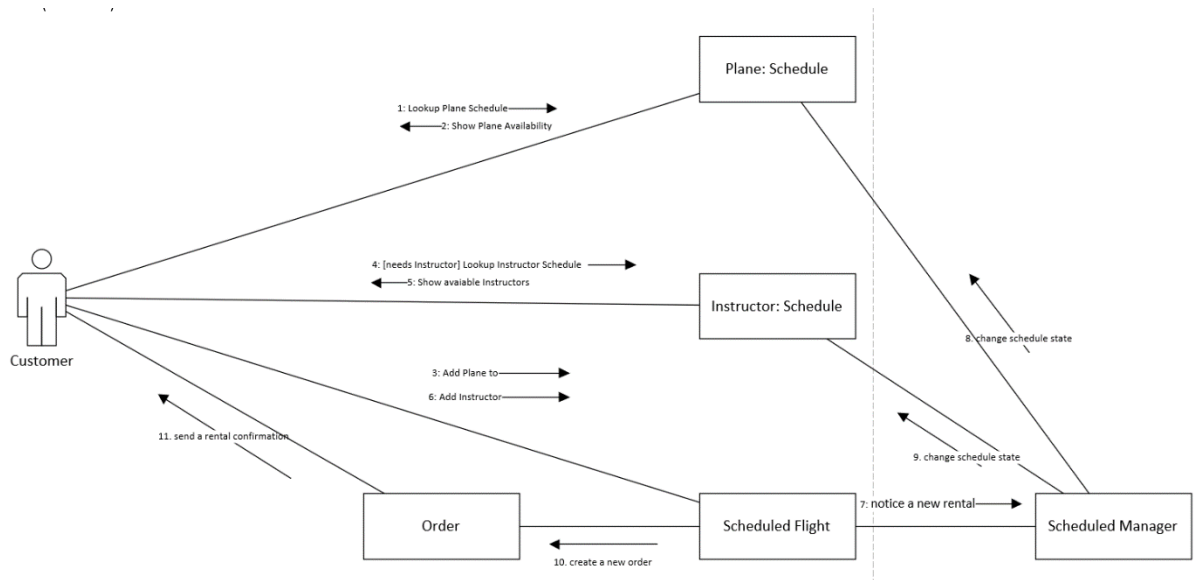 Plane: Schedule
1: Lookup Plane Schedule
2: Show Plane Availability
4: [needs Instructor] Lookup Instructor Schedule
5: Show avaiable Instructors
Instructor: Schedule
8. change schedule state
Customer
3: Add Plane to
6: Add Instructor
11. send a rental confirmation
9. change schedule state
7: notice a new rental
Order
Scheduled Flight
Scheduled Manager
10. create a new order